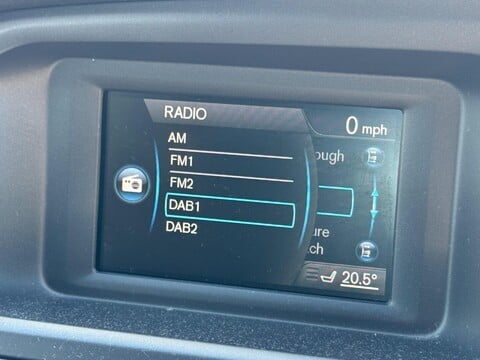 RADIO
0 mph
AM
FM1
ough
FM2
DAB1
DAB2
ure
ch
20.5°